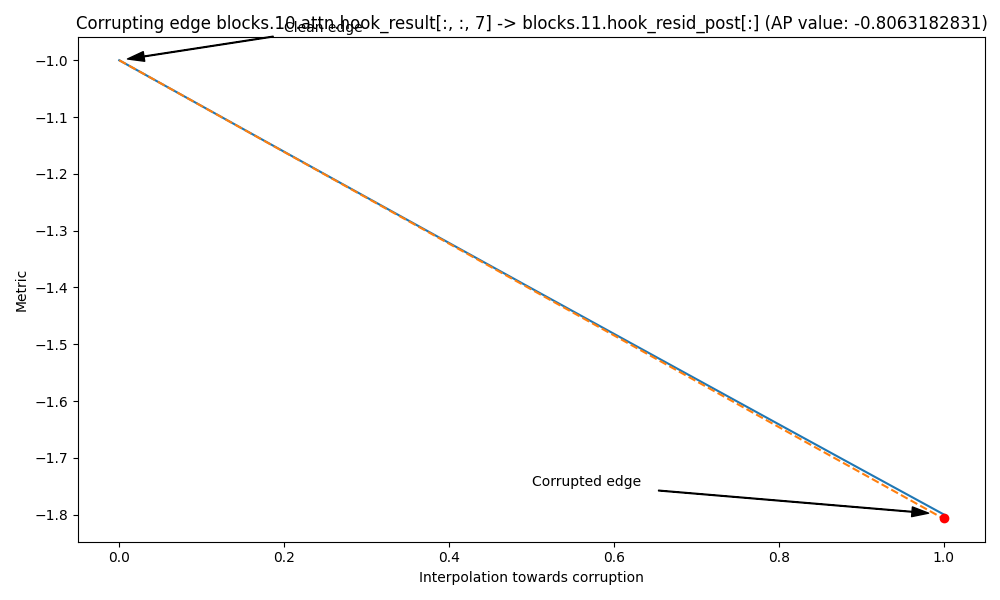 Corrupting edge blocks.10.attn.hook_result[:, :, 7] -> blocks.11.hook_resid_post[:] (AP value: -0.8063182831)
Clean edge
−1.0
−1.1
−1.2
−1.3
−1.4
−1.5
−1.6
−1.7
−1.8
Metric
Corrupted edge
0.0 0.2 0.4 0.6 0.8 1.0
Interpolation towards corruption